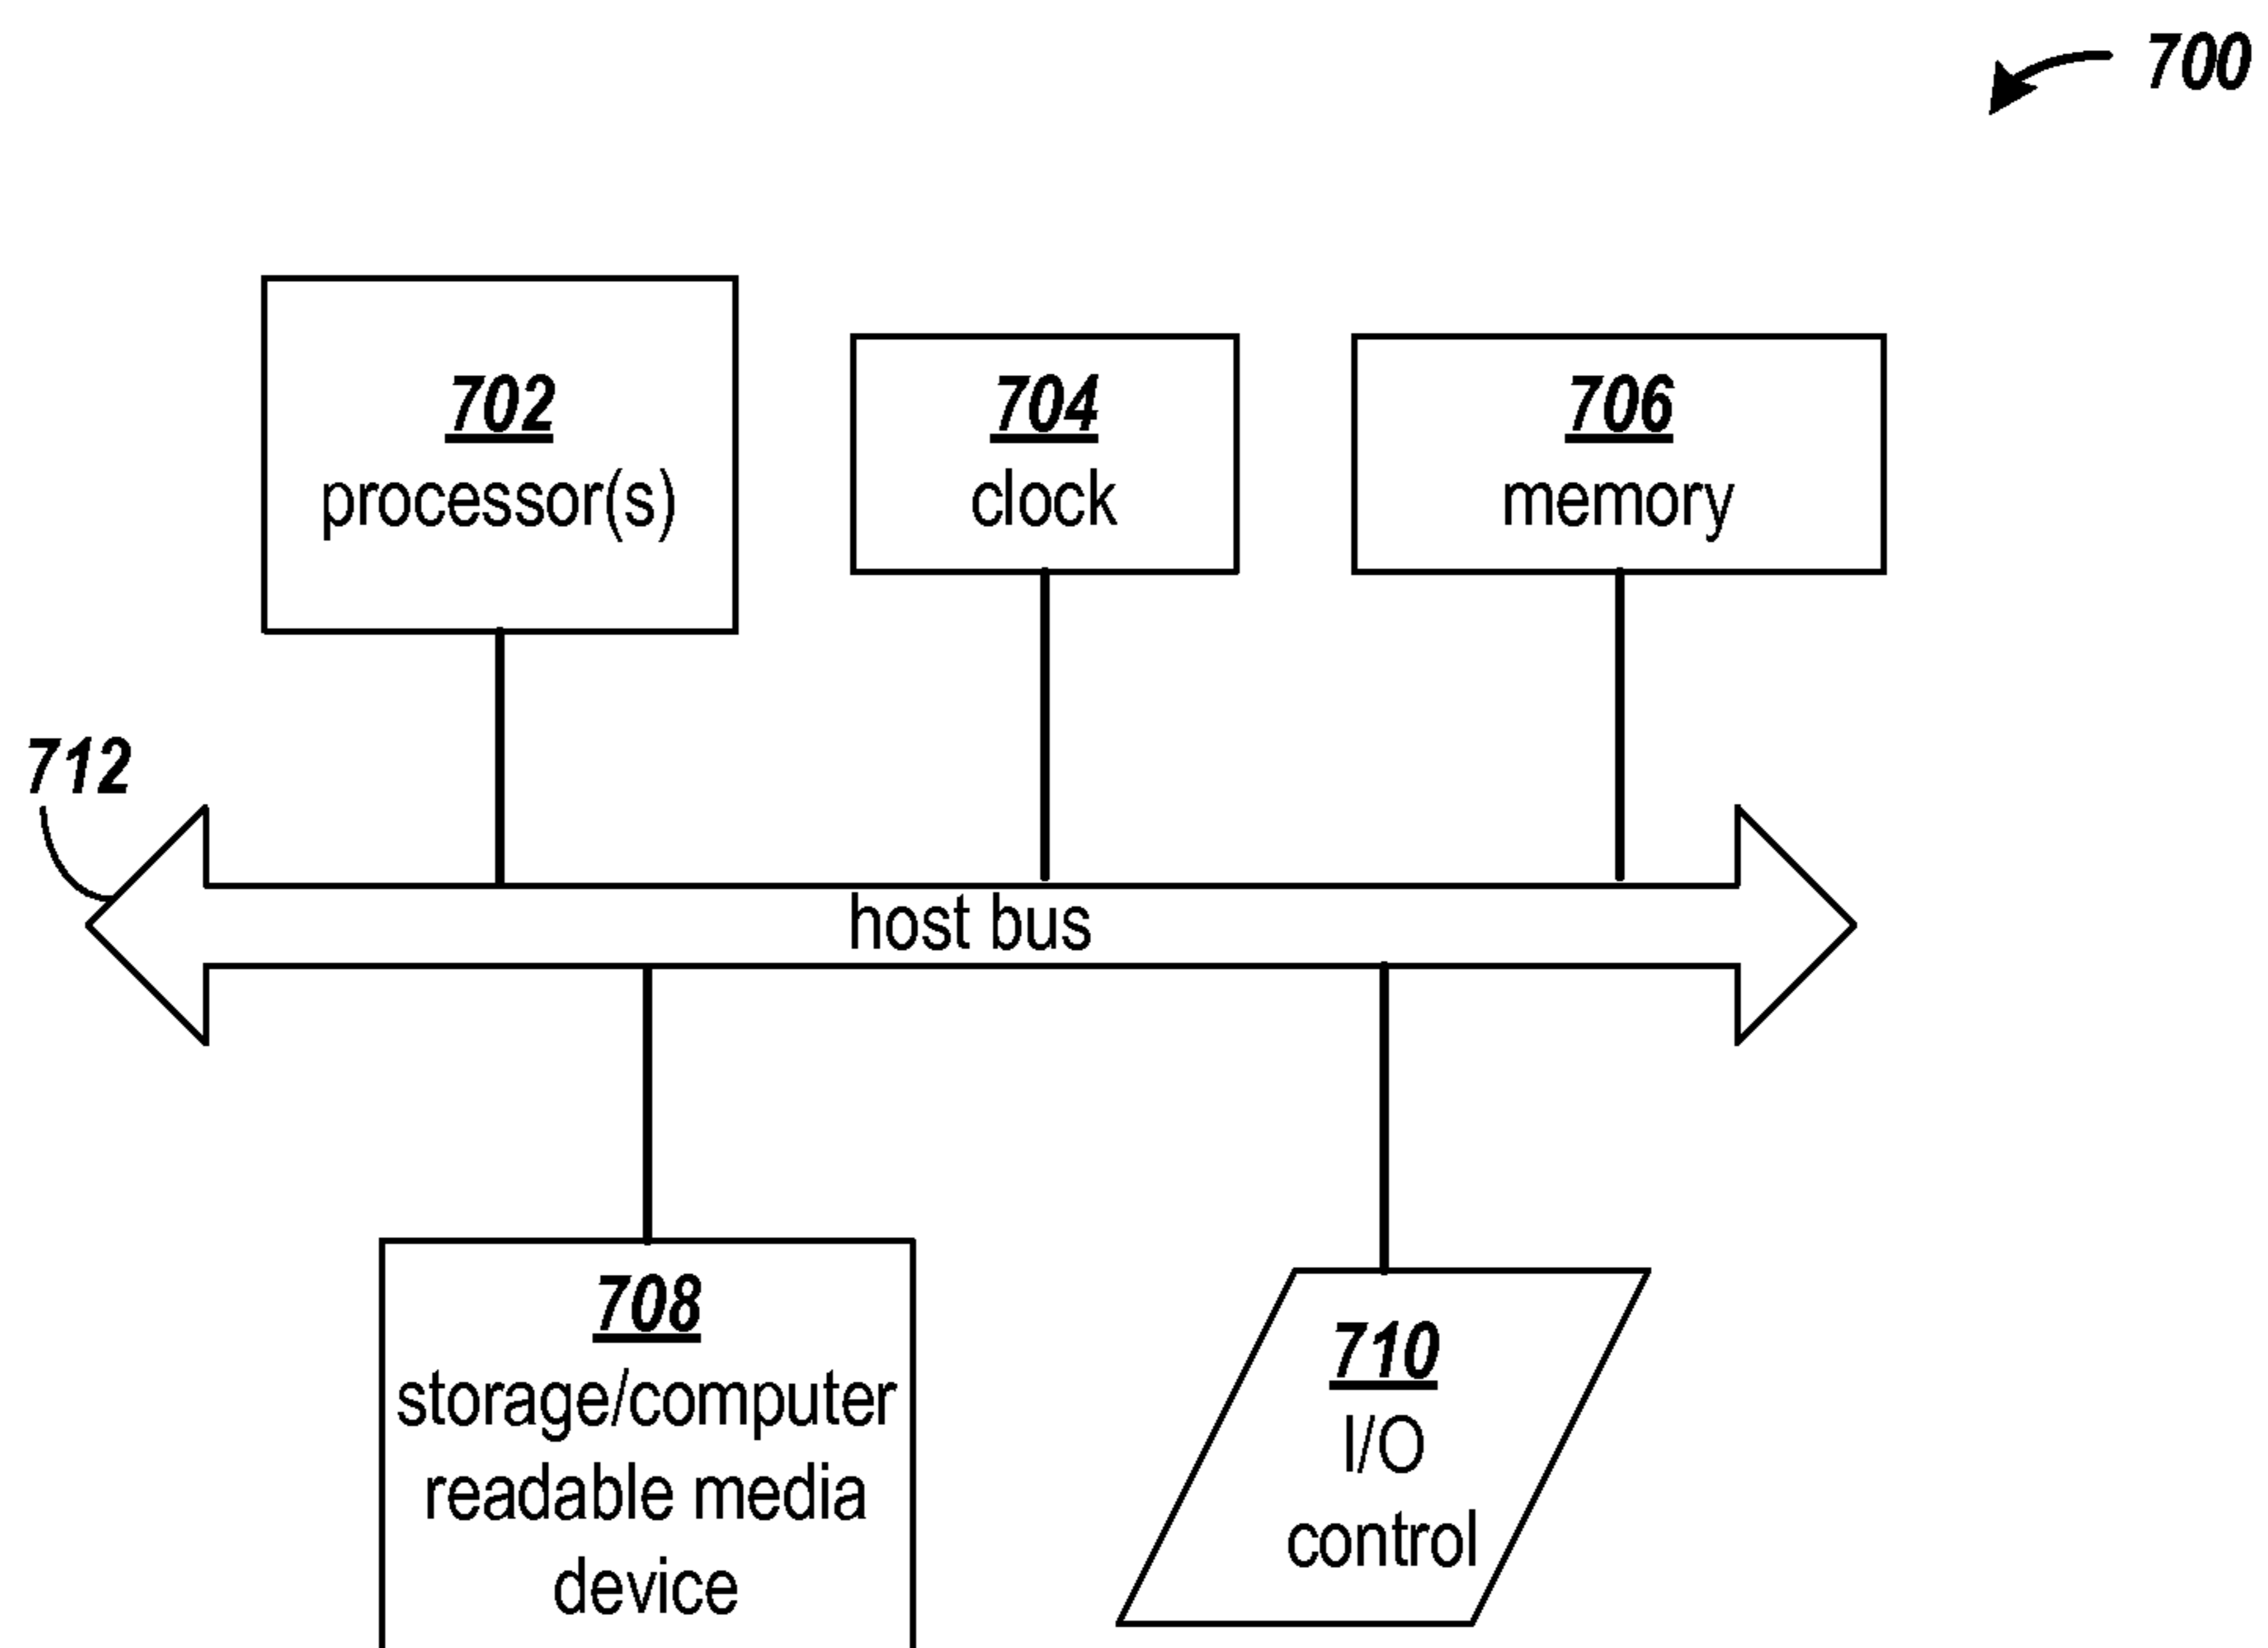 700
702
processor(s)
704
clock
706
memory
712
host bus
708
storage/computer
readable media
device
710
I/O
control